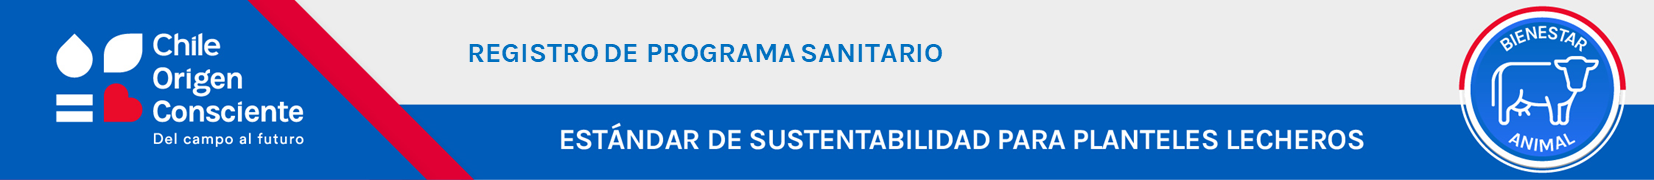 Chile
Origen
Consciente
Del campo al futuro
REGISTRO DE PROGRAMA SANITARIO
ESTÁNDAR DE SUSTENTABILIDAD PARA PLANTELES LECHEROS
BIENESTAR
ANIMAL